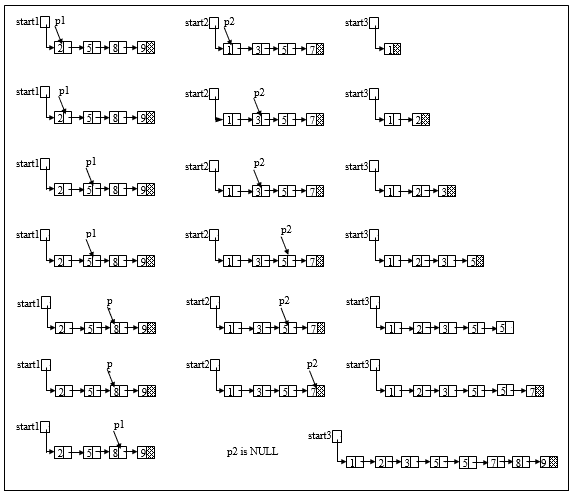 start1 p1 start2 p2 start3
2 5 8 9 1 3 5 7 1
start1 p1 start2 p2 start3
2 5 8 9 1 3 5 7 1 2
start1 p1 start2 p2 start3
2 5 8 9 1 3 5 7 1 2 3
start1 p1 start2 p2 start3
2 5 8 9 1 3 5 7 1 2 3 5
start1 p start2 p2 start3
2 5 8 9 1 3 5 7 1 2 3 5 5
start1 p start2 p2 start3
2 5 8 9 1 3 5 7 1 2 3 5 5 7
start1 p1 start3
2 5 8 9 p2 is NULL 1 2 3 5 5 7 8 9